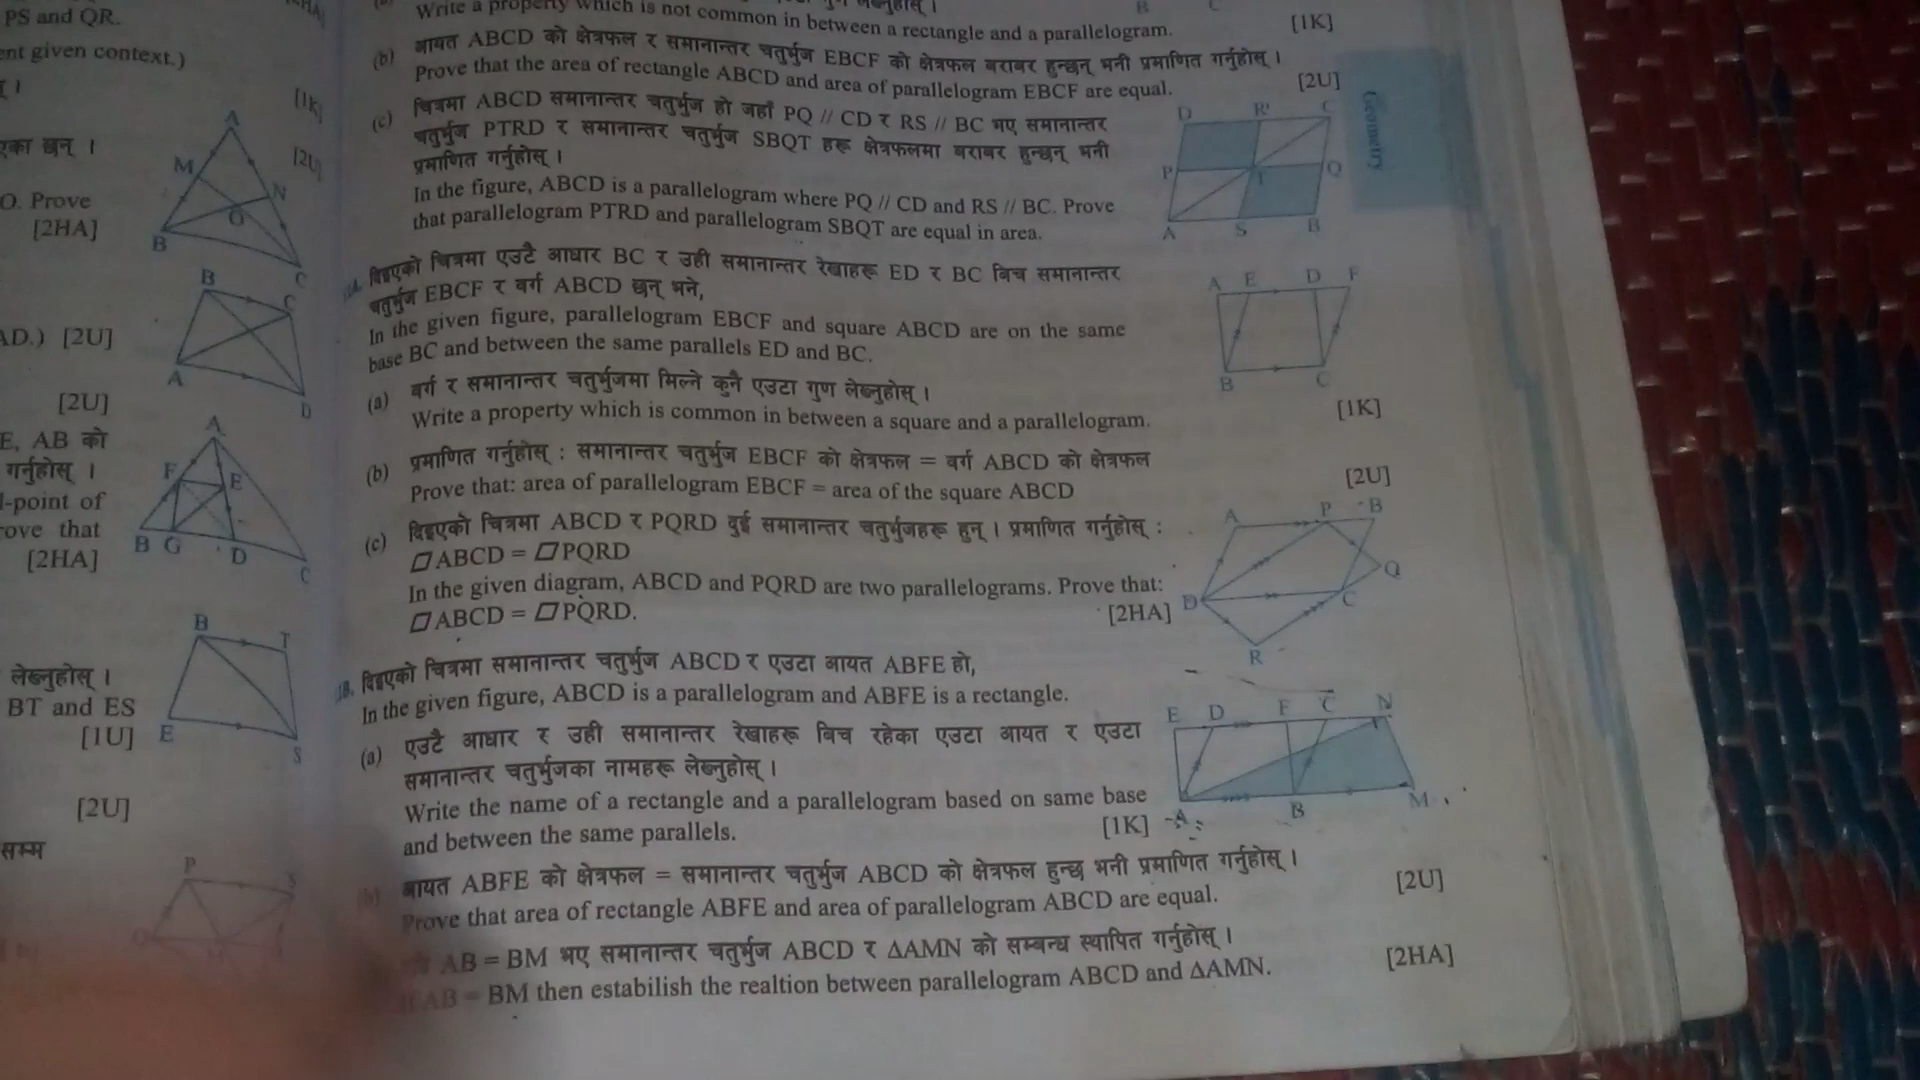 PS and QR.
ent given context.)
[1K]
एका छन् ।
[2U]
O. Prove
[2HA]
A
M
N
O
B
C
AD.) [2U]
B
C
A
D
[2U]
E, AB को
गर्नुहोस् ।
l-point of
rove that
[2HA]
A
F
E
B G D
C
लेख्नुहोस् ।
BT and ES
[1U]
B
T
E
S
[2U]
सम्म
P
S
Write a property which is not common in between a rectangle and a parallelogram. [1K]
(b) आयत ABCD को क्षेत्रफल र समानान्तर चतुर्भुज EBCF को क्षेत्रफल बराबर हुन्छन् भनी प्रमाणित गर्नुहोस् ।
Prove that the area of rectangle ABCD and area of parallelogram EBCF are equal. [2U]
(c) चित्रमा ABCD समानान्तर चतुर्भुज हो जहाँ PQ // CD र RS // BC भए समानान्तर
चतुर्भुज PTRD र समानान्तर चतुर्भुज SBQT हरू क्षेत्रफलमा बराबर हुन्छन् भनी
प्रमाणित गर्नुहोस् ।
In the figure, ABCD is a parallelogram where PQ // CD and RS // BC. Prove
that parallelogram PTRD and parallelogram SBQT are equal in area.
D R C
P T Q
A S B
Geometry
दिइएको चित्रमा एउटै आधार BC र उही समानान्तर रेखाहरू ED र BC बिच समानान्तर
चतुर्भुज EBCF र वर्ग ABCD छन् भने,
In the given figure, parallelogram EBCF and square ABCD are on the same
base BC and between the same parallels ED and BC.
A E D F
B C
(a) वर्ग र समानान्तर चतुर्भुजमा मिल्ने कुनै एउटा गुण लेख्नुहोस् ।
Write a property which is common in between a square and a parallelogram. [1K]
(b) प्रमाणित गर्नुहोस् : समानान्तर चतुर्भुज EBCF को क्षेत्रफल = वर्ग ABCD को क्षेत्रफल
Prove that: area of parallelogram EBCF = area of the square ABCD [2U]
(c) दिइएको चित्रमा ABCD र PQRD दुई समानान्तर चतुर्भुजहरू हुन् । प्रमाणित गर्नुहोस् :
▱ABCD = ▱PQRD
In the given diagram, ABCD and PQRD are two parallelograms. Prove that:
▱ABCD = ▱PQRD. [2HA]
A P B
Q
D C
R
18. दिइएको चित्रमा समानान्तर चतुर्भुज ABCD र एउटा आयत ABFE हो,
In the given figure, ABCD is a parallelogram and ABFE is a rectangle.
(a) एउटै आधार र उही समानान्तर रेखाहरू बिच रहेका एउटा आयत र एउटा
समानान्तर चतुर्भुजका नामहरू लेख्नुहोस् ।
Write the name of a rectangle and a parallelogram based on same base
and between the same parallels. [1K]
E D F C N
A B M
(b) आयत ABFE को क्षेत्रफल = समानान्तर चतुर्भुज ABCD को क्षेत्रफल हुन्छ भनी प्रमाणित गर्नुहोस् ।
Prove that area of rectangle ABFE and area of parallelogram ABCD are equal. [2U]
AB = BM भए समानान्तर चतुर्भुज ABCD र ΔAMN को सम्बन्ध स्थापित गर्नुहोस् ।
If AB = BM then estabilish the realtion between parallelogram ABCD and ΔAMN. [2HA]